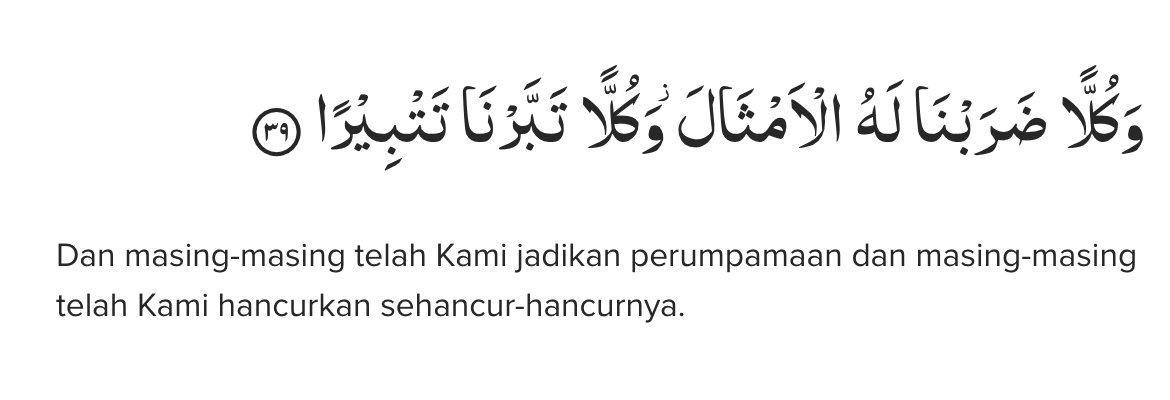 وَكُلًّا ضَرَبْنَا لَهُ الْاَمْثَالَ ۖوَكُلًّا تَبَّرْنَا تَتْبِيْرًا ٣٩
Dan masing-masing telah Kami jadikan perumpamaan dan masing-masing
telah Kami hancurkan sehancur-hancurnya.